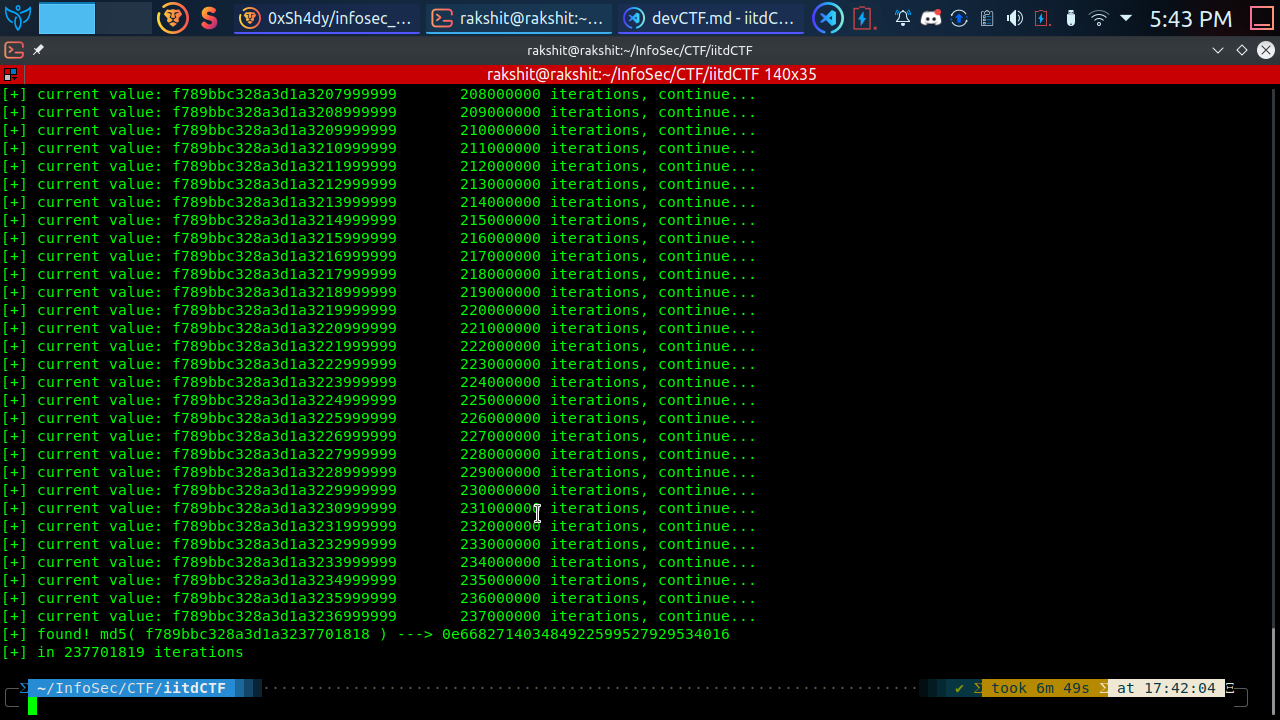 0xSh4dy/infosec_...
rakshit@rakshit:~...
devCTF.md - iitdC...
5:43 PM
rakshit@rakshit:~/InfoSec/CTF/iitdCTF
rakshit@rakshit:~/InfoSec/CTF/iitdCTF 140x35
[+] current value: f789bbc328a3d1a3207999999 208000000 iterations, continue...
[+] current value: f789bbc328a3d1a3208999999 209000000 iterations, continue...
[+] current value: f789bbc328a3d1a3209999999 210000000 iterations, continue...
[+] current value: f789bbc328a3d1a3210999999 211000000 iterations, continue...
[+] current value: f789bbc328a3d1a3211999999 212000000 iterations, continue...
[+] current value: f789bbc328a3d1a3212999999 213000000 iterations, continue...
[+] current value: f789bbc328a3d1a3213999999 214000000 iterations, continue...
[+] current value: f789bbc328a3d1a3214999999 215000000 iterations, continue...
[+] current value: f789bbc328a3d1a3215999999 216000000 iterations, continue...
[+] current value: f789bbc328a3d1a3216999999 217000000 iterations, continue...
[+] current value: f789bbc328a3d1a3217999999 218000000 iterations, continue...
[+] current value: f789bbc328a3d1a3218999999 219000000 iterations, continue...
[+] current value: f789bbc328a3d1a3219999999 220000000 iterations, continue...
[+] current value: f789bbc328a3d1a3220999999 221000000 iterations, continue...
[+] current value: f789bbc328a3d1a3221999999 222000000 iterations, continue...
[+] current value: f789bbc328a3d1a3222999999 223000000 iterations, continue...
[+] current value: f789bbc328a3d1a3223999999 224000000 iterations, continue...
[+] current value: f789bbc328a3d1a3224999999 225000000 iterations, continue...
[+] current value: f789bbc328a3d1a3225999999 226000000 iterations, continue...
[+] current value: f789bbc328a3d1a3226999999 227000000 iterations, continue...
[+] current value: f789bbc328a3d1a3227999999 228000000 iterations, continue...
[+] current value: f789bbc328a3d1a3228999999 229000000 iterations, continue...
[+] current value: f789bbc328a3d1a3229999999 230000000 iterations, continue...
[+] current value: f789bbc328a3d1a3230999999 231000000 iterations, continue...
[+] current value: f789bbc328a3d1a3231999999 232000000 iterations, continue...
[+] current value: f789bbc328a3d1a3232999999 233000000 iterations, continue...
[+] current value: f789bbc328a3d1a3233999999 234000000 iterations, continue...
[+] current value: f789bbc328a3d1a3234999999 235000000 iterations, continue...
[+] current value: f789bbc328a3d1a3235999999 236000000 iterations, continue...
[+] current value: f789bbc328a3d1a3236999999 237000000 iterations, continue...
[+] found! md5( f789bbc328a3d1a3237701818 ) ---> 0e668271403484922599527929534016
[+] in 237701819 iterations
~/InfoSec/CTF/iitdCTF ✔ took 6m 49s at 17:42:04